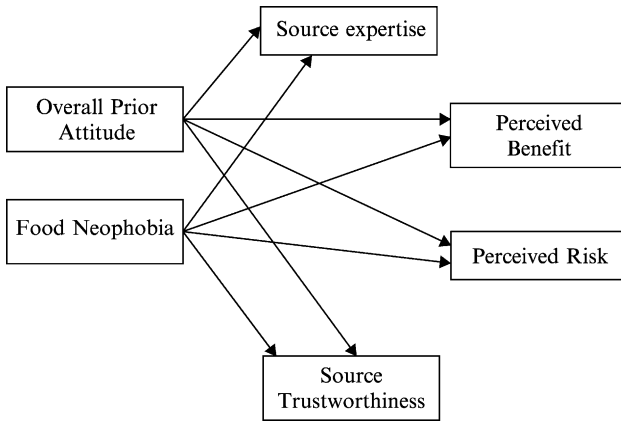 Source expertise
Overall Prior
Attitude
Perceived
Benefit
Food Neophobia
Perceived Risk
Source
Trustworthiness